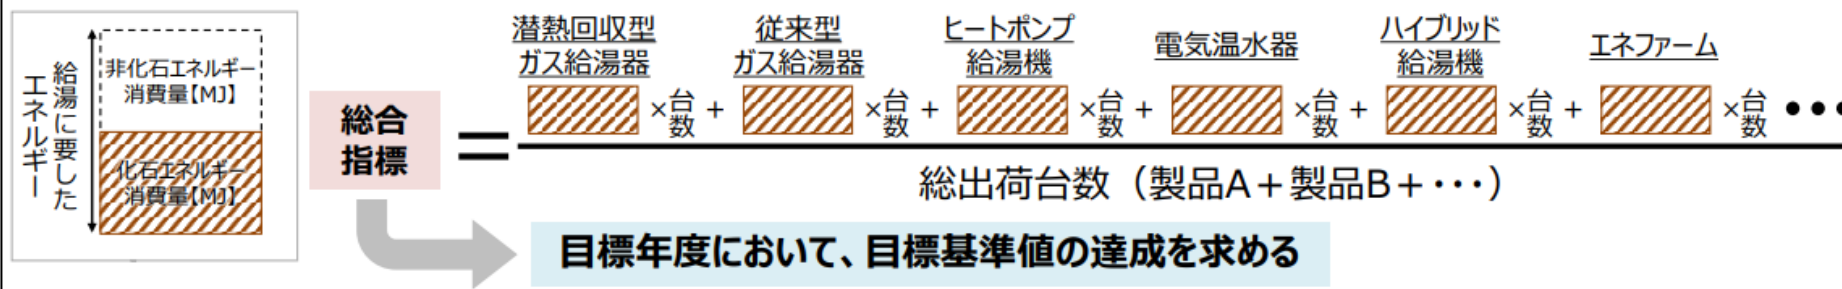 給湯に要した
エネルギー
非化石エネルギー
消費量【MJ】
化石エネルギー
消費量【MJ】
総合
指標
=
潜熱回収型
ガス給湯器
×台数
+
従来型
ガス給湯器
×台数
+
ヒートポンプ
給湯機
×台数
+
電気温水器
×台数
+
ハイブリッド
給湯機
×台数
+
エネファーム
×台数
•••
総出荷台数（製品A＋製品B＋・・・）
目標年度において、目標基準値の達成を求める